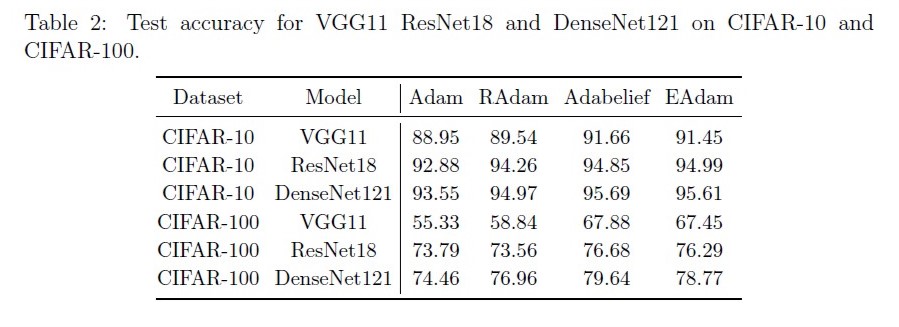 Table 2: Test accuracy for VGG11 ResNet18 and DenseNet121 on CIFAR-10 and
CIFAR-100.
Dataset Model Adam RAdam Adabelief EAdam
CIFAR-10 VGG11 88.95 89.54 91.66 91.45
CIFAR-10 ResNet18 92.88 94.26 94.85 94.99
CIFAR-10 DenseNet121 93.55 94.97 95.69 95.61
CIFAR-100 VGG11 55.33 58.84 67.88 67.45
CIFAR-100 ResNet18 73.79 73.56 76.68 76.29
CIFAR-100 DenseNet121 74.46 76.96 79.64 78.77